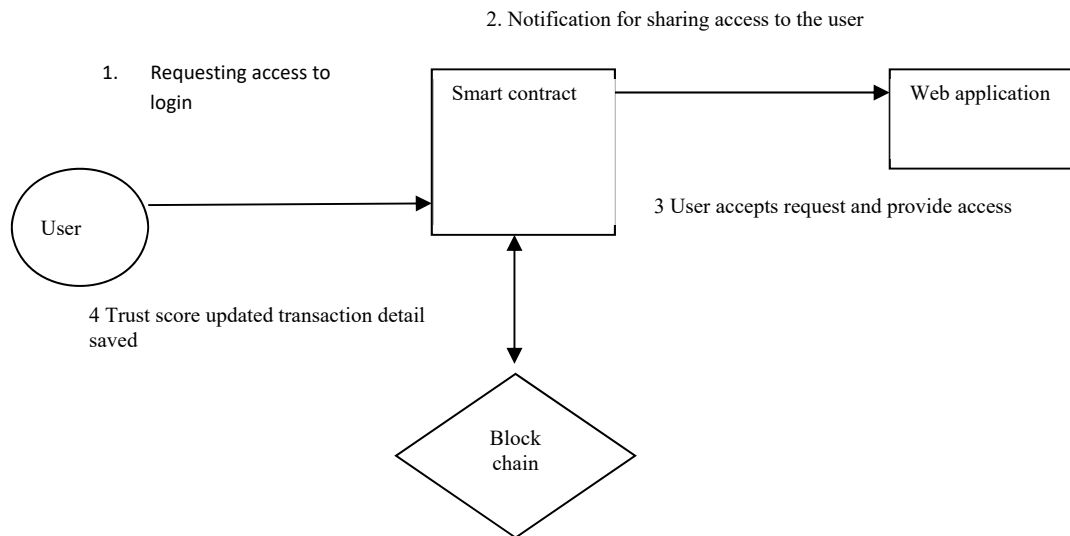 2. Notification for sharing access to the user
1. Requesting access to
login
Smart contract
Web application
User
3 User accepts request and provide access
4 Trust score updated transaction detail
saved
Block
chain